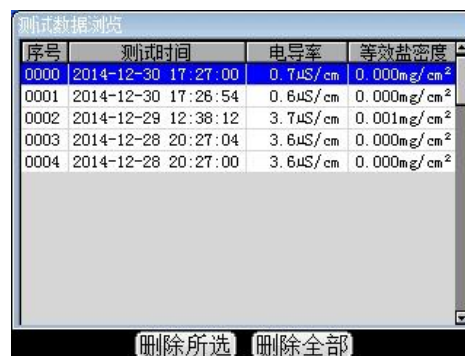 测试数据浏览
序号 测试时间 电导率 等效盐密度
0000 2014-12-30 17:27:00 0.7μS/cm 0.000mg/cm²
0001 2014-12-30 17:26:54 0.6μS/cm 0.000mg/cm²
0002 2014-12-29 12:38:12 3.7μS/cm 0.001mg/cm²
0003 2014-12-28 20:27:04 3.6μS/cm 0.000mg/cm²
0004 2014-12-28 20:27:00 3.6μS/cm 0.000mg/cm²
删除所选 删除全部